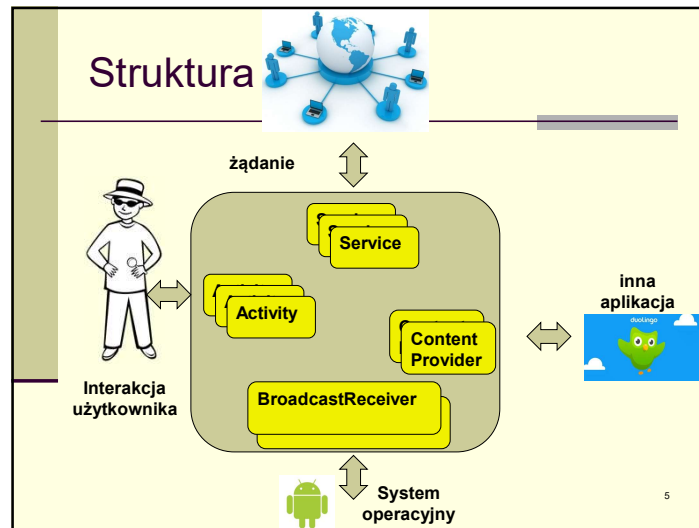 Struktura
żądanie
Service
Activity
Content
Provider
BroadcastReceiver
Interakcja
użytkownika
inna
aplikacja
duolingo
System
operacyjny
5